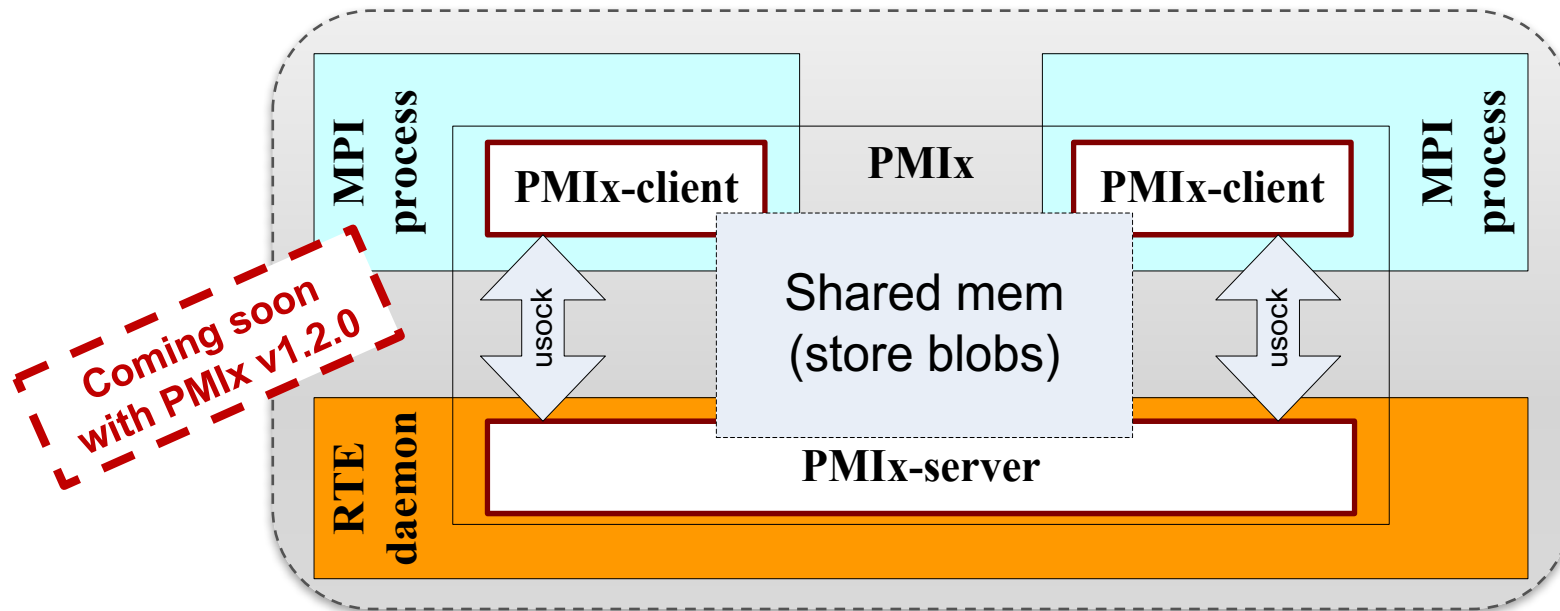 MPI
process
PMIx-client
PMIx
PMIx-client
MPI
process
Coming soon
with PMIx v1.2.0
usock
Shared mem
(store blobs)
usock
RTE
daemon
PMIx-server